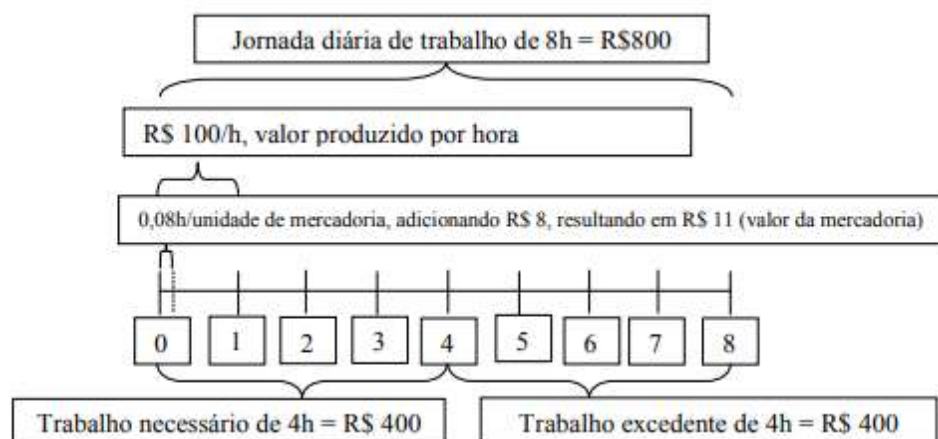 Jornada diária de trabalho de 8h = R$800
R$ 100/h, valor produzido por hora
0,08h/unidade de mercadoria, adicionando R$ 8, resultando em R$ 11 (valor da mercadoria)
0 1 2 3 4 5 6 7 8
Trabalho necessário de 4h = R$ 400 Trabalho excedente de 4h = R$ 400